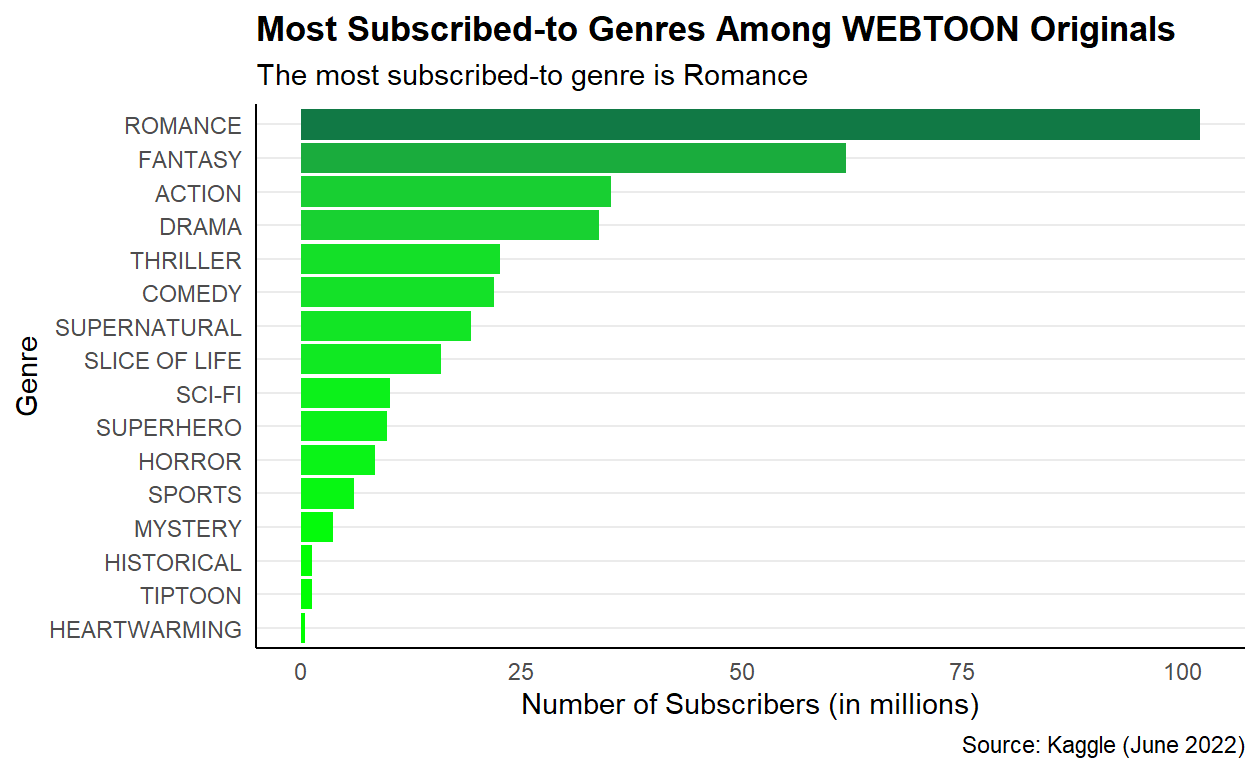 Most Subscribed-to Genres Among WEBTOON Originals
The most subscribed-to genre is Romance
Genre
ROMANCE
FANTASY
ACTION
DRAMA
THRILLER
COMEDY
SUPERNATURAL
SLICE OF LIFE
SCI-FI
SUPERHERO
HORROR
SPORTS
MYSTERY
HISTORICAL
TIPTOON
HEARTWARMING
0 25 50 75 100
Number of Subscribers (in millions)
Source: Kaggle (June 2022)